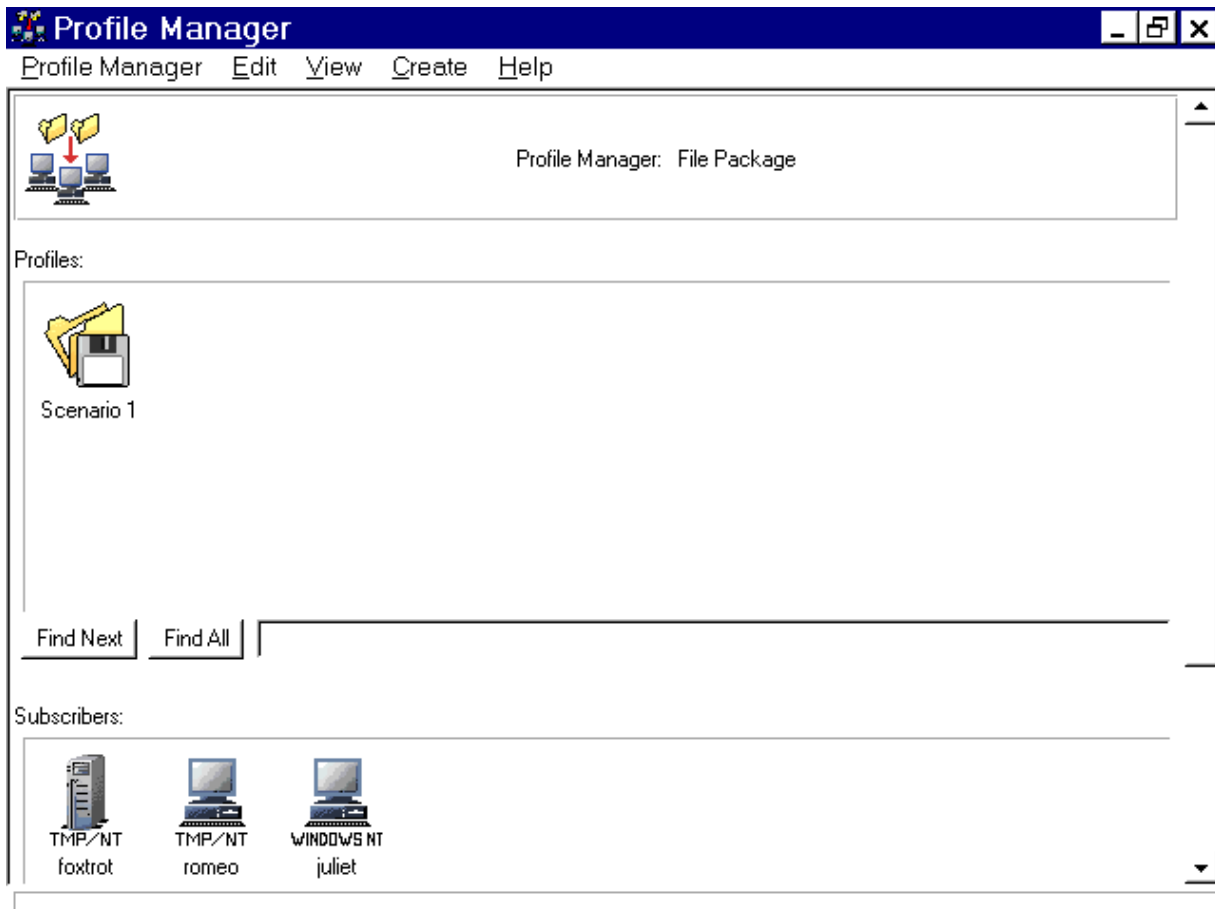 Profile Manager
Profile Manager Edit View Create Help
Profile Manager: File Package
Profiles:
Scenario 1
Find Next Find All
Subscribers:
TMP/NT TMP/NT WINDOWS NT
foxtrot romeo juliet